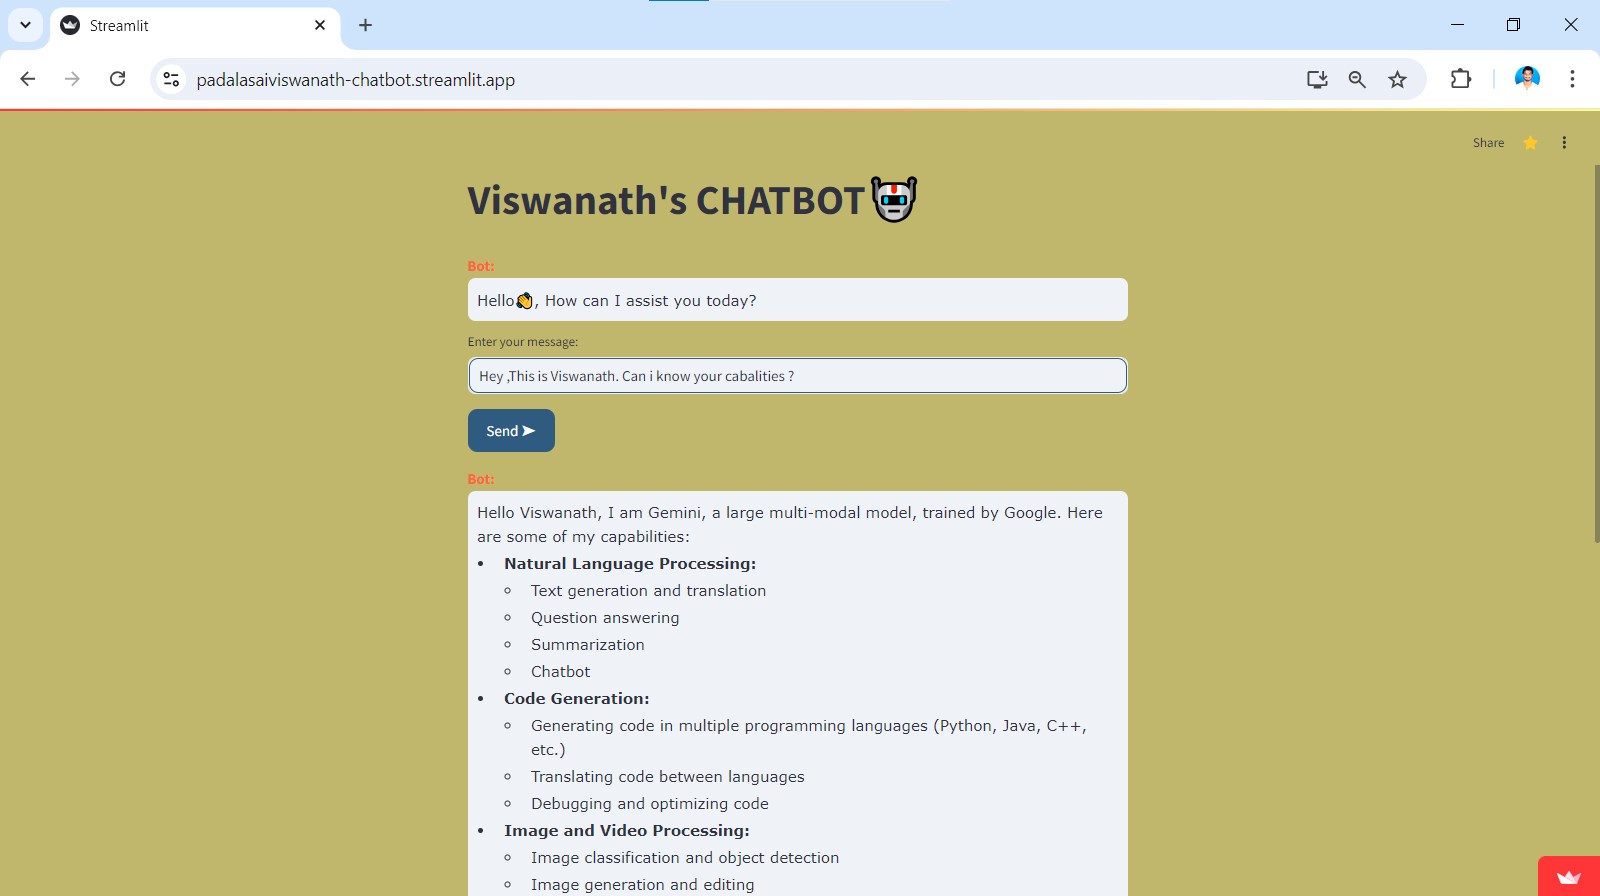 Streamlit
padalasaiviswanath-chatbot.streamlit.app
Share
Viswanath's CHATBOT
Bot:
Hello👋, How can I assist you today?
Enter your message:
Hey ,This is Viswanath. Can i know your cabalities ?
Send ➤
Bot:
Hello Viswanath, I am Gemini, a large multi-modal model, trained by Google. Here
are some of my capabilities:
• Natural Language Processing:
◦ Text generation and translation
◦ Question answering
◦ Summarization
◦ Chatbot
• Code Generation:
◦ Generating code in multiple programming languages (Python, Java, C++,
etc.)
◦ Translating code between languages
◦ Debugging and optimizing code
• Image and Video Processing:
◦ Image classification and object detection
◦ Image generation and editing